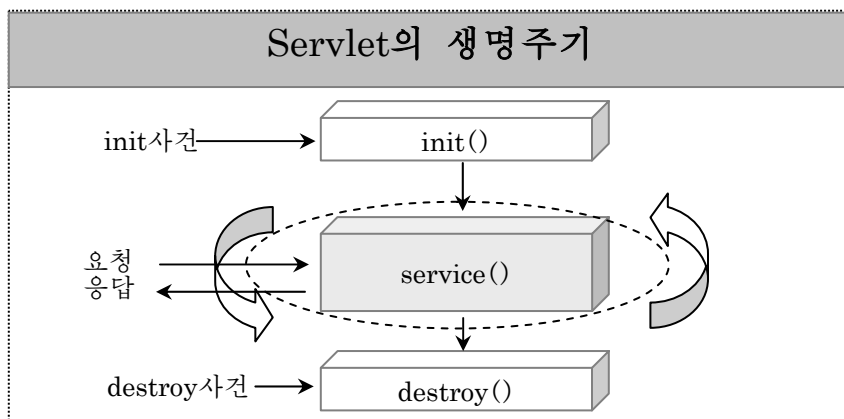 Servlet의 생명주기
init사건
init()
요청
응답
service()
destroy사건
destroy()